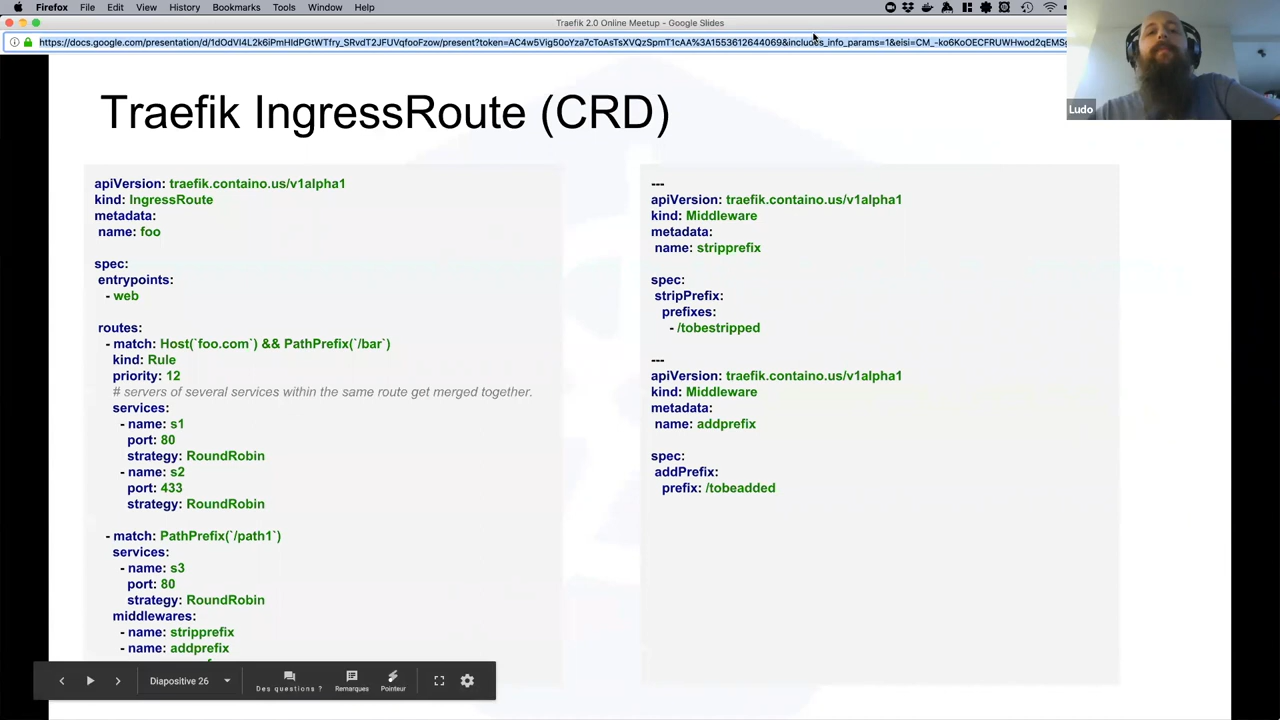 Firefox File Edit View History Bookmarks Tools Window Help
Traefik 2.0 Online Meetup - Google Slides
Ludo
Traefik IngressRoute (CRD)
apiVersion: traefik.containo.us/v1alpha1
kind: IngressRoute
metadata:
name: foo
spec:
entrypoints:
- web
routes:
- match: Host(`foo.com`) && PathPrefix(`/bar`)
kind: Rule
priority: 12
# servers of several services within the same route get merged together.
services:
- name: s1
port: 80
strategy: RoundRobin
- name: s2
port: 433
strategy: RoundRobin
- match: PathPrefix(`/path1`)
services:
- name: s3
port: 80
strategy: RoundRobin
middlewares:
- name: stripprefix
- name: addprefix
---
apiVersion: traefik.containo.us/v1alpha1
kind: Middleware
metadata:
name: stripprefix
spec:
stripPrefix:
prefixes:
- /tobestripped
---
apiVersion: traefik.containo.us/v1alpha1
kind: Middleware
metadata:
name: addprefix
spec:
addPrefix:
prefix: /tobeadded
Diapositive 26
Des questions ?
Remarques
Pointeur